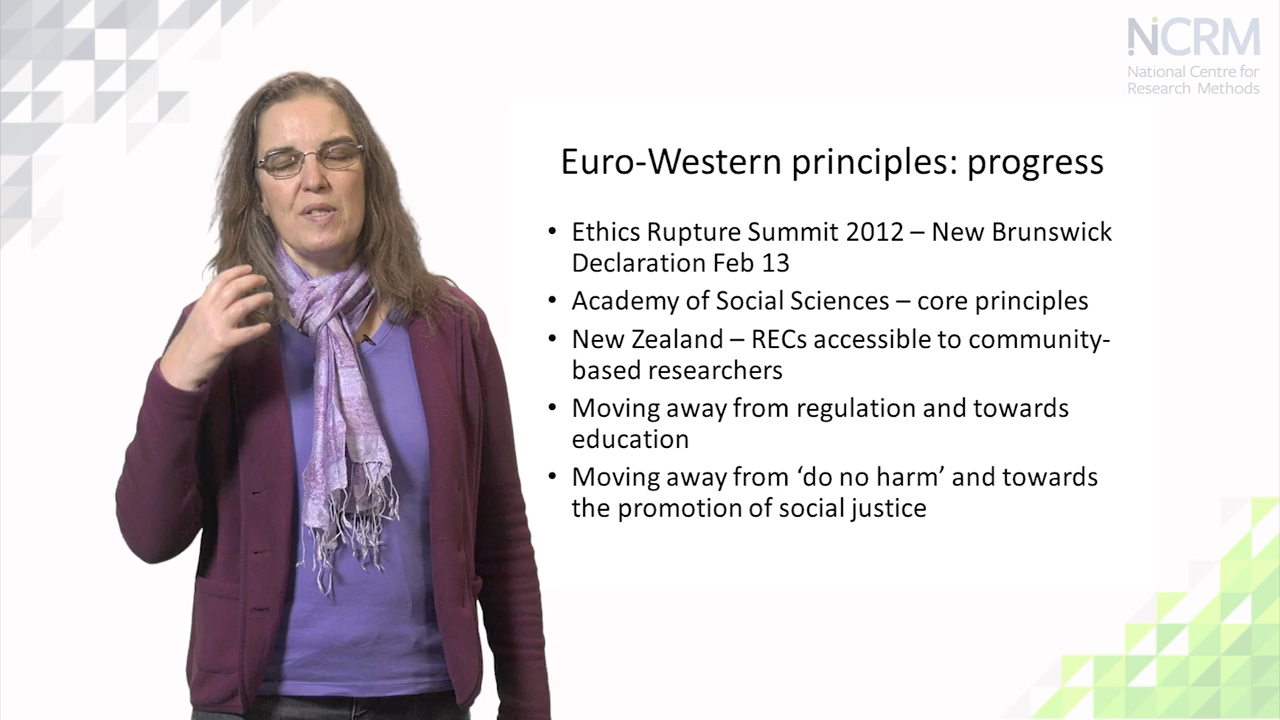 NCRM
National Centre for
Research Methods
Euro-Western principles: progress
• Ethics Rupture Summit 2012 – New Brunswick
Declaration Feb 13
• Academy of Social Sciences – core principles
• New Zealand – RECs accessible to community-
based researchers
• Moving away from regulation and towards
education
• Moving away from ‘do no harm’ and towards
the promotion of social justice